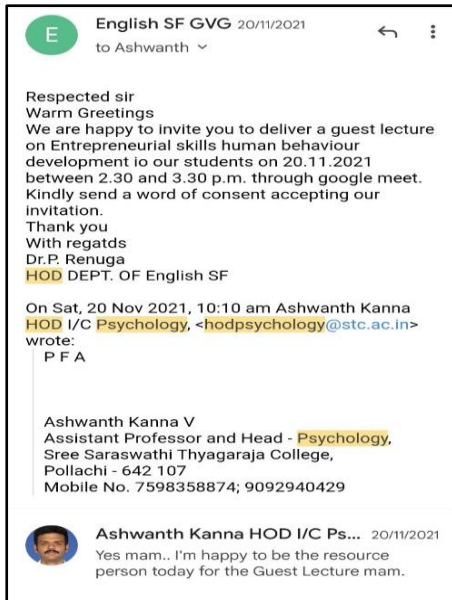 E
English SF GVG 20/11/2021
to Ashwanth
Respected sir
Warm Greetings
We are happy to invite you to deliver a guest lecture
on Entrepreneurial skills human behaviour
development io our students on 20.11.2021
between 2.30 and 3.30 p.m. through google meet.
Kindly send a word of consent accepting our
invitation.
Thank you
With regatds
Dr.P. Renuga
HOD DEPT. OF English SF
On Sat, 20 Nov 2021, 10:10 am Ashwanth Kanna
HOD I/C Psychology, <hodpsychology@stc.ac.in>
wrote:
P F A
Ashwanth Kanna V
Assistant Professor and Head - Psychology,
Sree Saraswathi Thyagaraja College,
Pollachi - 642 107
Mobile No. 7598358874; 9092940429
Ashwanth Kanna HOD I/C Ps... 20/11/2021
Yes mam.. I'm happy to be the resource
person today for the Guest Lecture mam.